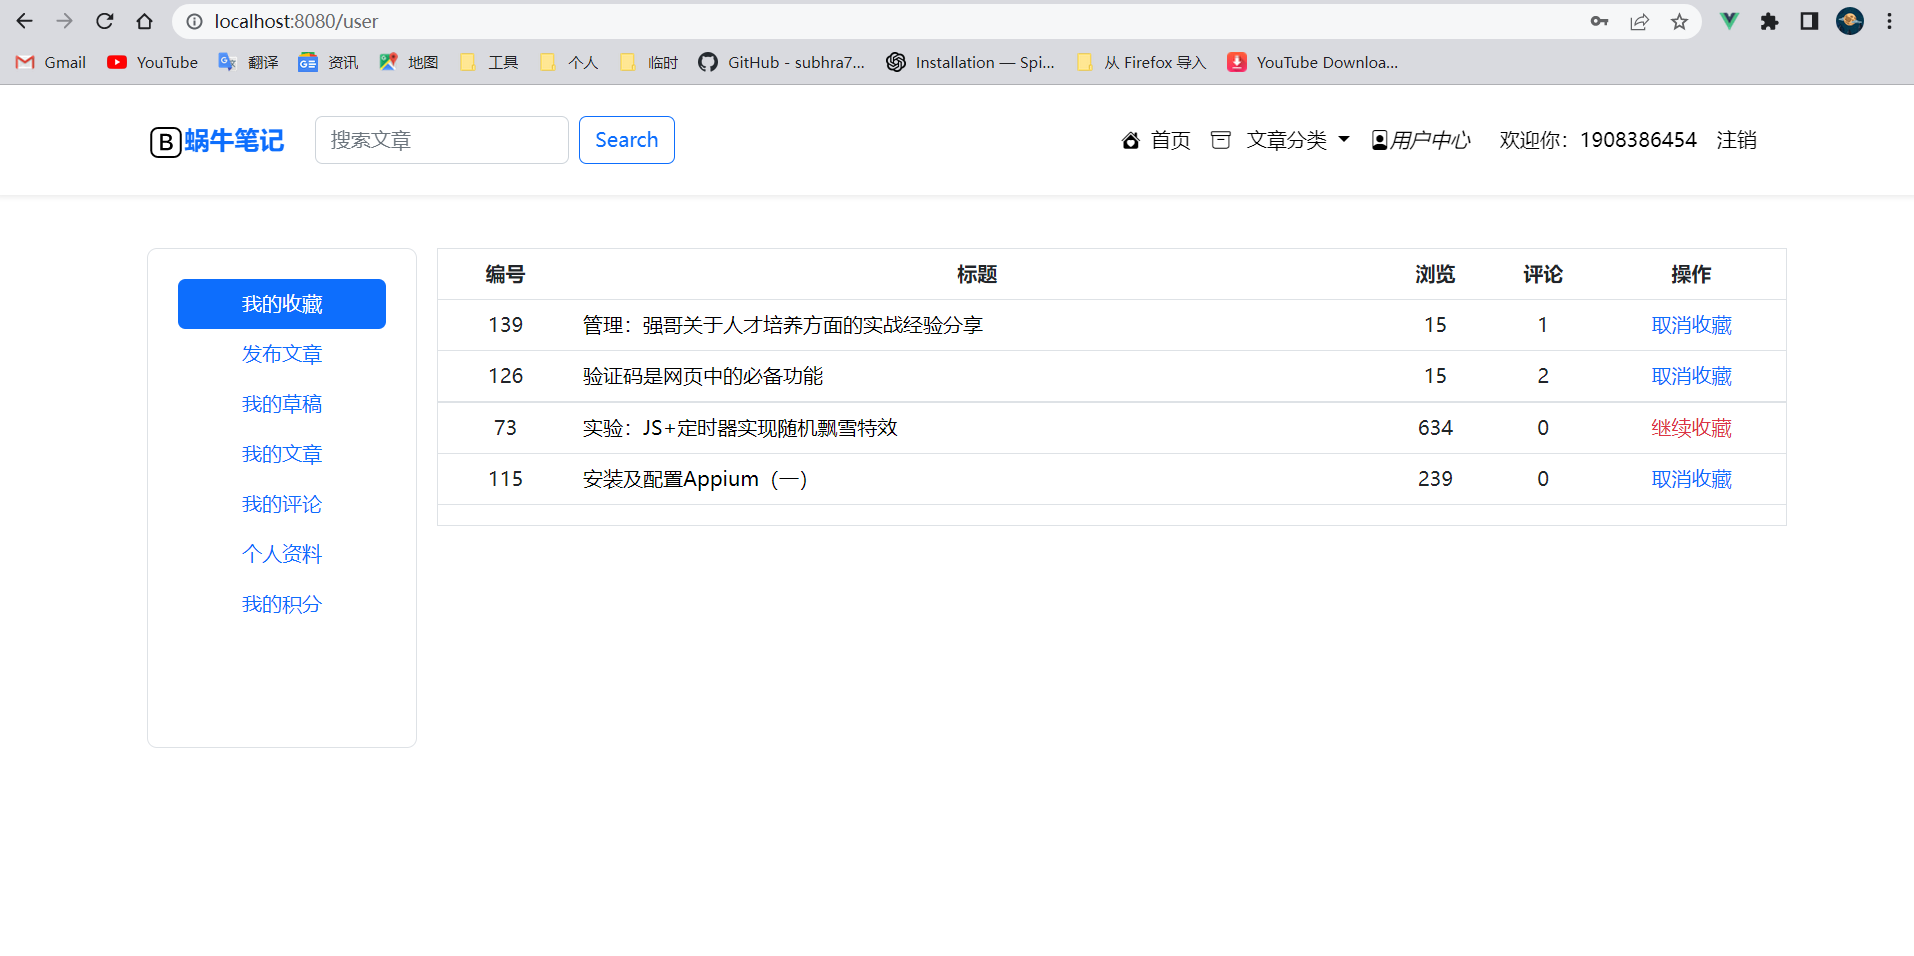 localhost:8080/user
Gmail YouTube 翻译 资讯 地图 工具 个人 临时 GitHub - subhra7... Installation — Spi... 从 Firefox 导入 YouTube Downloa...
B蜗牛笔记 搜索文章 Search 首页 文章分类 用户中心 欢迎你：1908386454 注销
我的收藏
发布文章
我的草稿
我的文章
我的评论
个人资料
我的积分
编号 标题 浏览 评论 操作
139 管理：强哥关于人才培养方面的实战经验分享 15 1 取消收藏
126 验证码是网页中的必备功能 15 2 取消收藏
73 实验：JS+定时器实现随机飘雪特效 634 0 继续收藏
115 安装及配置Appium（一） 239 0 取消收藏